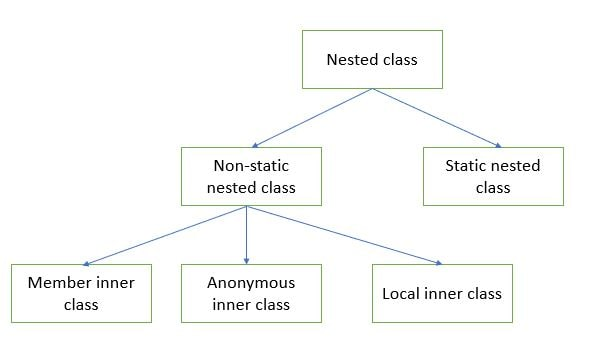 Nested class
Non-static
nested class
Static nested
class
Member inner
class
Anonymous
inner class
Local inner class